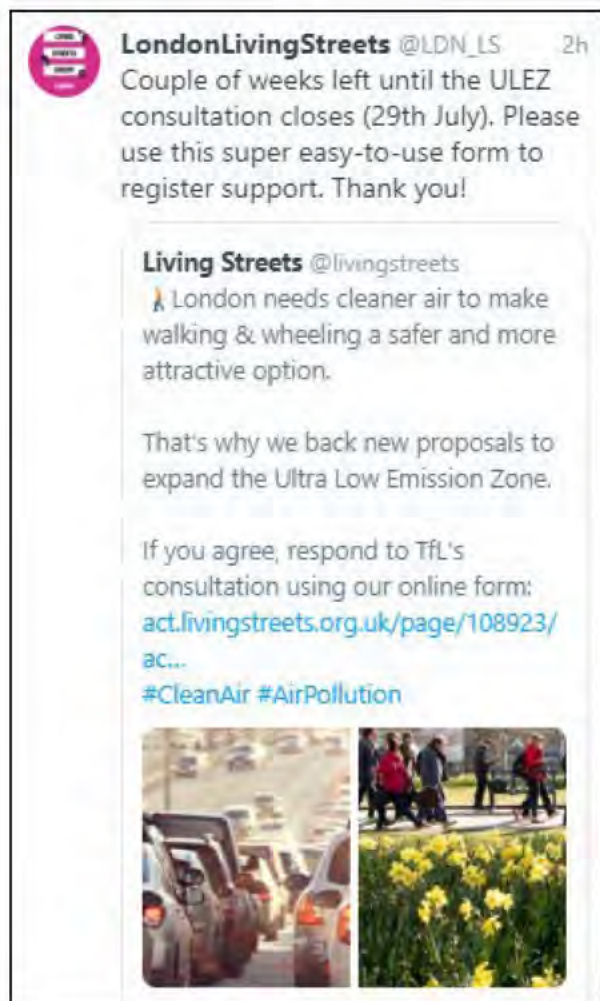 LondonLivingStreets @LDN_LS 2h
Couple of weeks left until the ULEZ
consultation closes (29th July). Please
use this super easy-to-use form to
register support. Thank you!
Living Streets @livingstreets
London needs cleaner air to make
walking & wheeling a safer and more
attractive option.
That's why we back new proposals to
expand the Ultra Low Emission Zone.
If you agree, respond to TfL's
consultation using our online form:
act.livingstreets.org.uk/page/108923/
ac...
#CleanAir #AirPollution